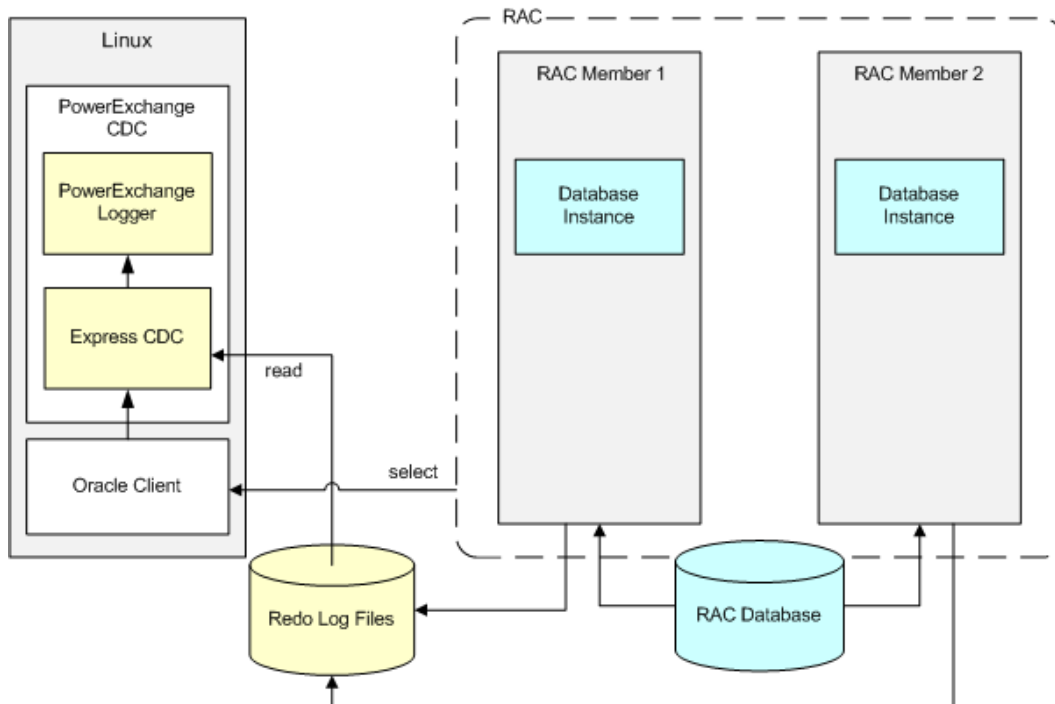 Linux
PowerExchange
CDC
PowerExchange
Logger
Express CDC
Oracle Client
read
select
RAC
RAC Member 1
Database
Instance
RAC Member 2
Database
Instance
Redo Log Files
RAC Database